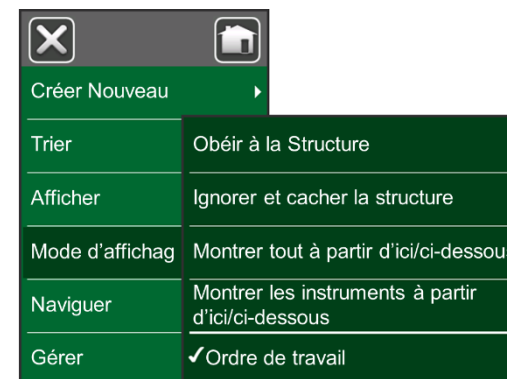 Créer Nouveau
Trier
Afficher
Mode d'affichag
Naviguer
Gérer
Obéir à la Structure
Ignorer et cacher la structure
Montrer tout à partir d'ici/ci-dessous
Montrer les instruments à partir
d'ici/ci-dessous
✓Ordre de travail